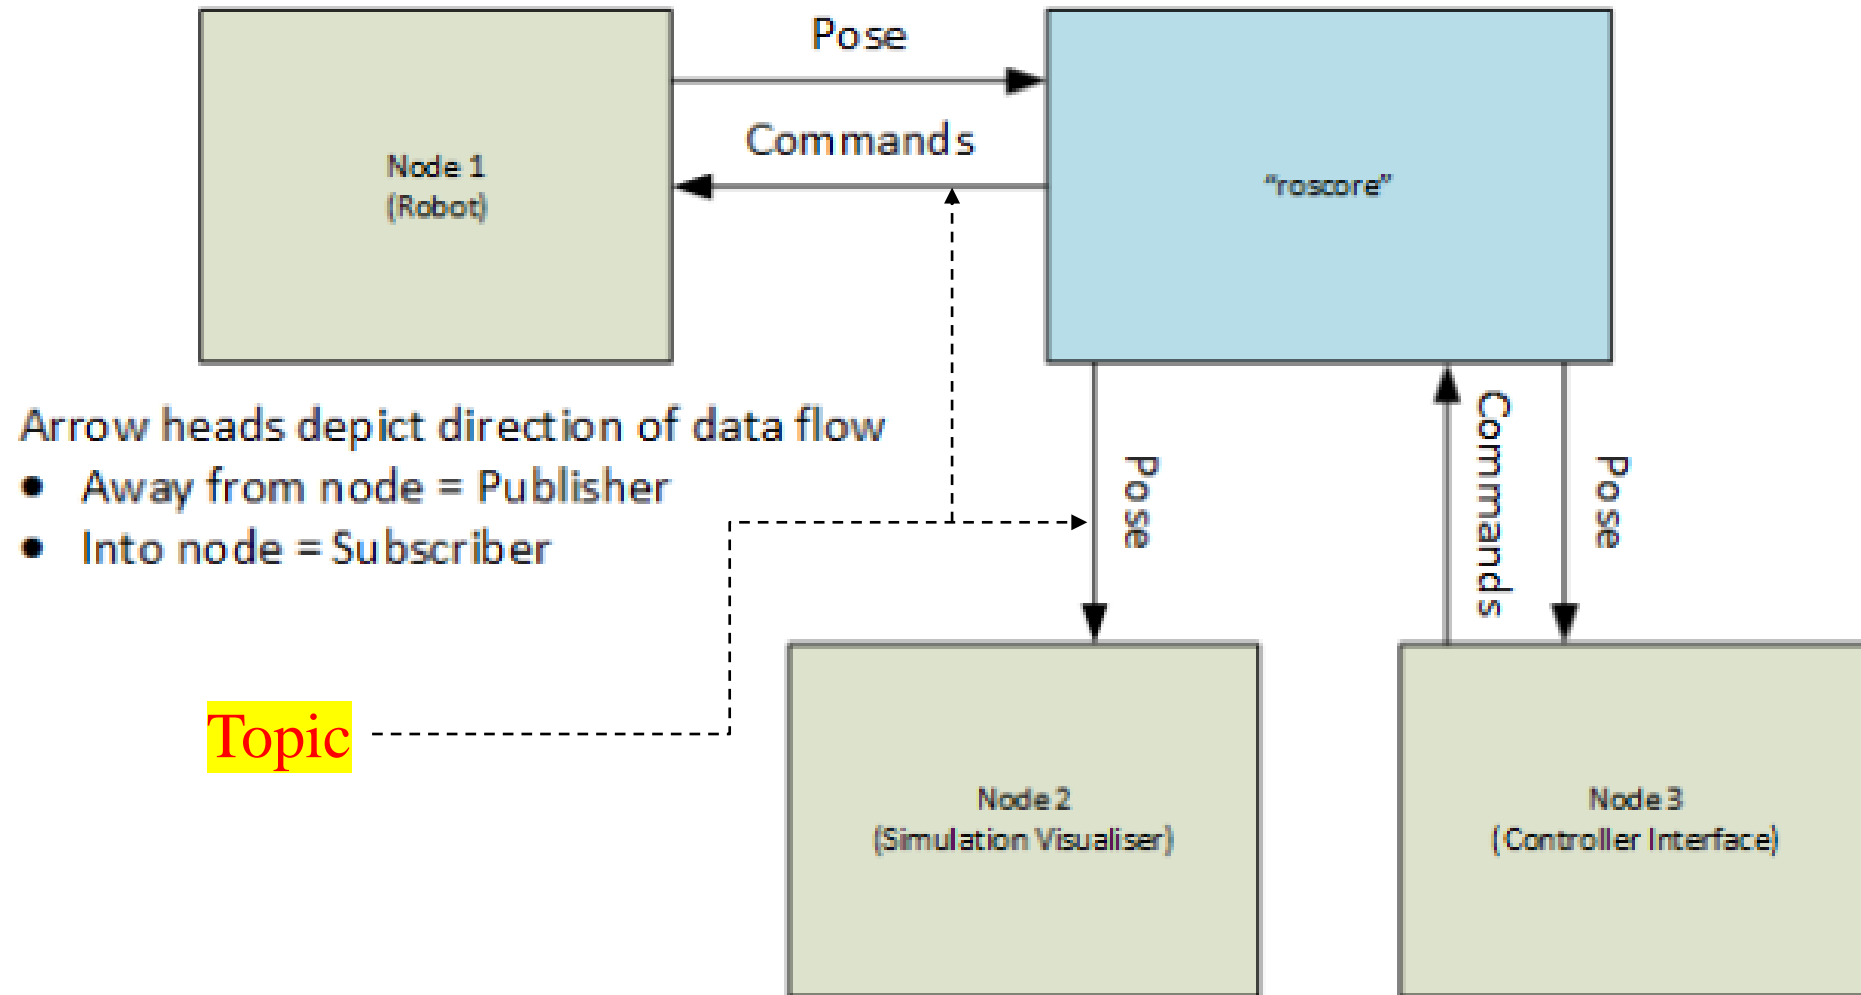 Pose
Commands
Node 1
(Robot)
“roscore”
Arrow heads depict direction of data flow
• Away from node = Publisher
• Into node = Subscriber
Pose
Commands
Pose
Topic
Node 2
(Simulation Visualiser)
Node 3
(Controller Interface)